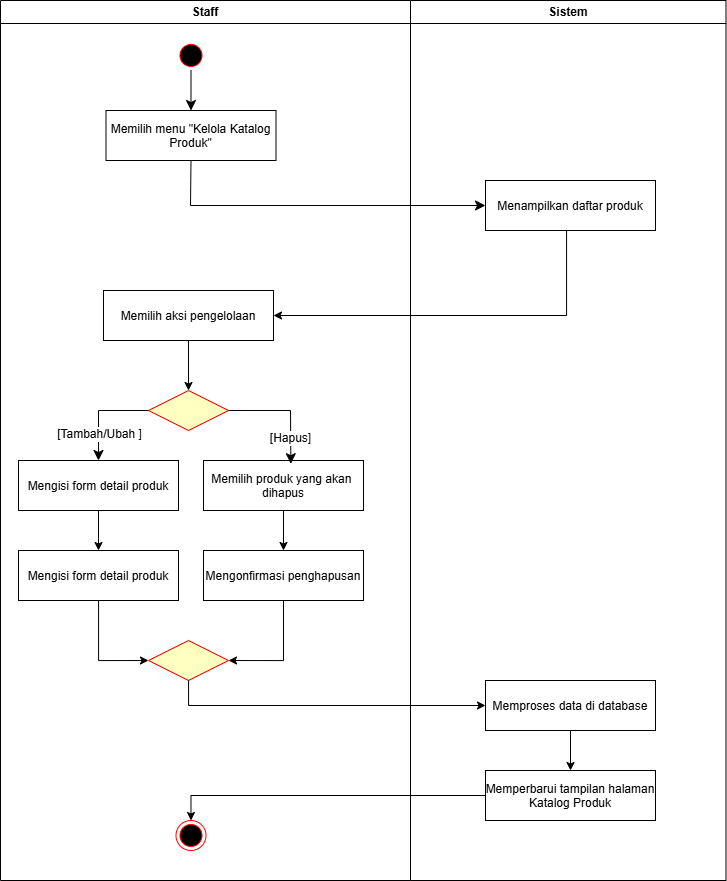 Staff
Sistem
Memilih menu "Kelola Katalog
Produk"
Menampilkan daftar produk
Memilih aksi pengelolaan
[Tambah/Ubah ]
[Hapus]
Mengisi form detail produk
Memilih produk yang akan
dihapus
Mengisi form detail produk
Mengonfirmasi penghapusan
Memproses data di database
Memperbarui tampilan halaman
Katalog Produk